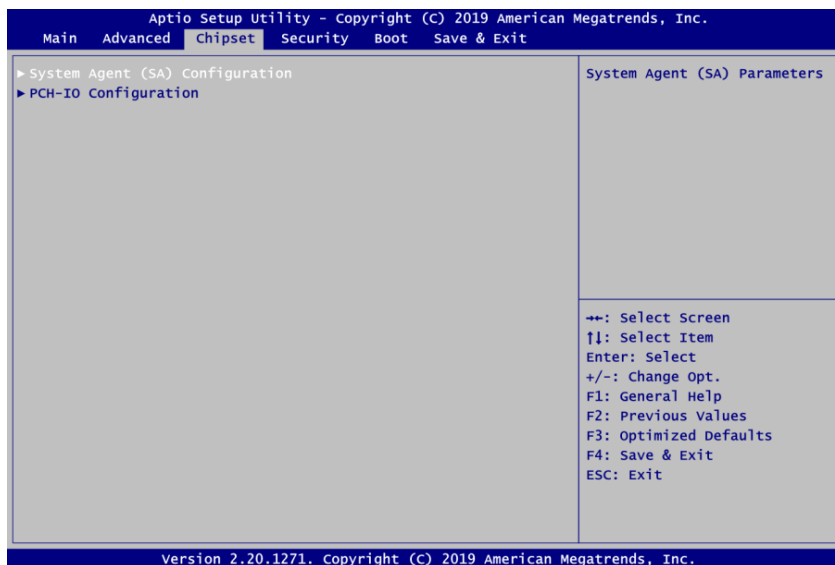 Aptio Setup Utility - Copyright (C) 2019 American Megatrends, Inc.
Main Advanced Chipset Security Boot Save & Exit
► System Agent (SA) Configuration
► PCH-IO Configuration
System Agent (SA) Parameters
→←: Select Screen
↑↓: Select Item
Enter: Select
+/-: Change Opt.
F1: General Help
F2: Previous Values
F3: Optimized Defaults
F4: Save & Exit
ESC: Exit
Version 2.20.1271. Copyright (C) 2019 American Megatrends, Inc.